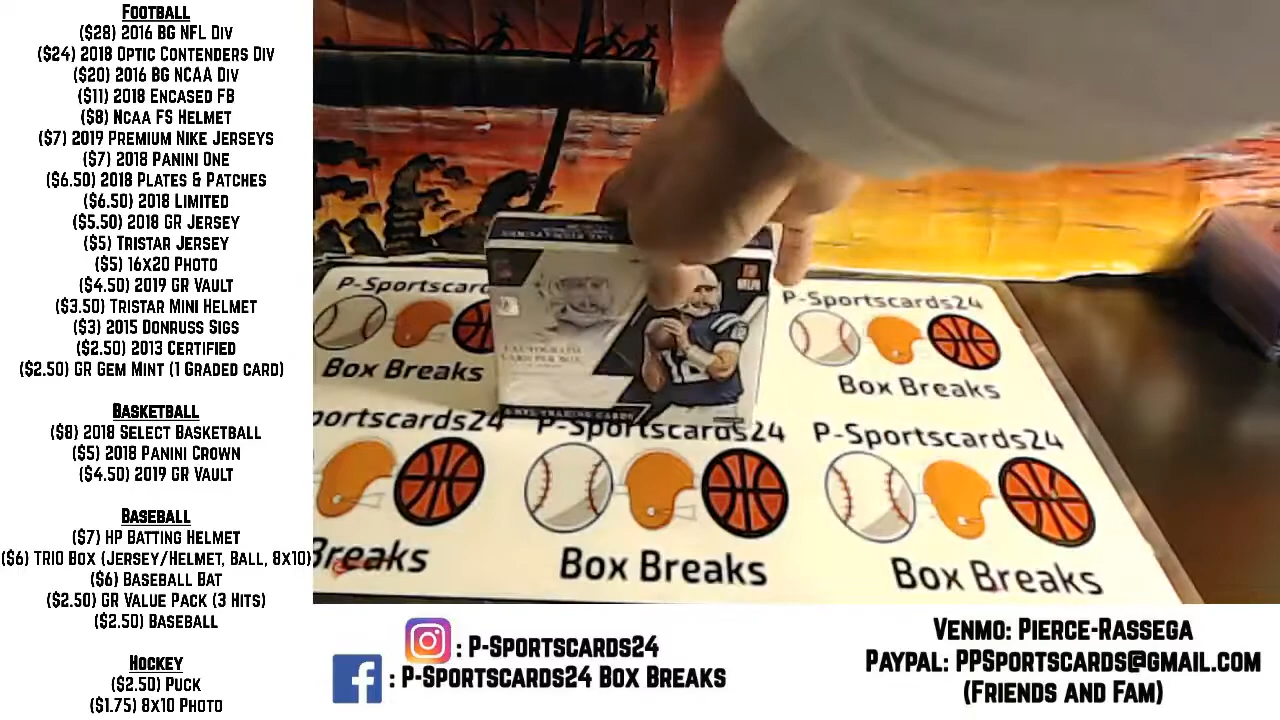 Football
($28) 2016 BG NFL Div
($24) 2018 Optic Contenders Div
($20) 2016 BG NCAA Div
($11) 2018 Encased FB
($8) NCAA FS Helmet
($7) 2019 Premium Nike Jerseys
($7) 2018 Panini One
($6.50) 2018 Plates & Patches
($6.50) 2018 Limited
($5.50) 2018 GR Jersey
($5) Tristar Jersey
($5) 16x20 Photo
($4.50) 2019 GR Vault
($3.50) Tristar Mini Helmet
($3) 2015 Donruss Sigs
($2.50) 2013 Certified
($2.50) GR Gem Mint (1 Graded card)
Basketball
($8) 2018 Select Basketball
($5) 2018 Panini Crown
($4.50) 2019 GR Vault
Baseball
($7) HP Batting Helmet
($6) TRIO Box (Jersey/Helmet, Ball, 8x10)
($6) Baseball Bat
($2.50) GR Value Pack (3 Hits)
($2.50) Baseball
Hockey
($2.50) Puck
($1.75) 8x10 Photo
P-Sportscard
Box Breaks
P-Sportscards24
Box Breaks
portscards24
Breaks
P-Sportscards24
Box Breaks
P-Sportscards24
Box Breaks
: P-Sportscards24
: P-Sportscards24 Box Breaks
Venmo: Pierce-Rassega
PayPal: PPSportscards@gmail.com
(Friends and Fam)